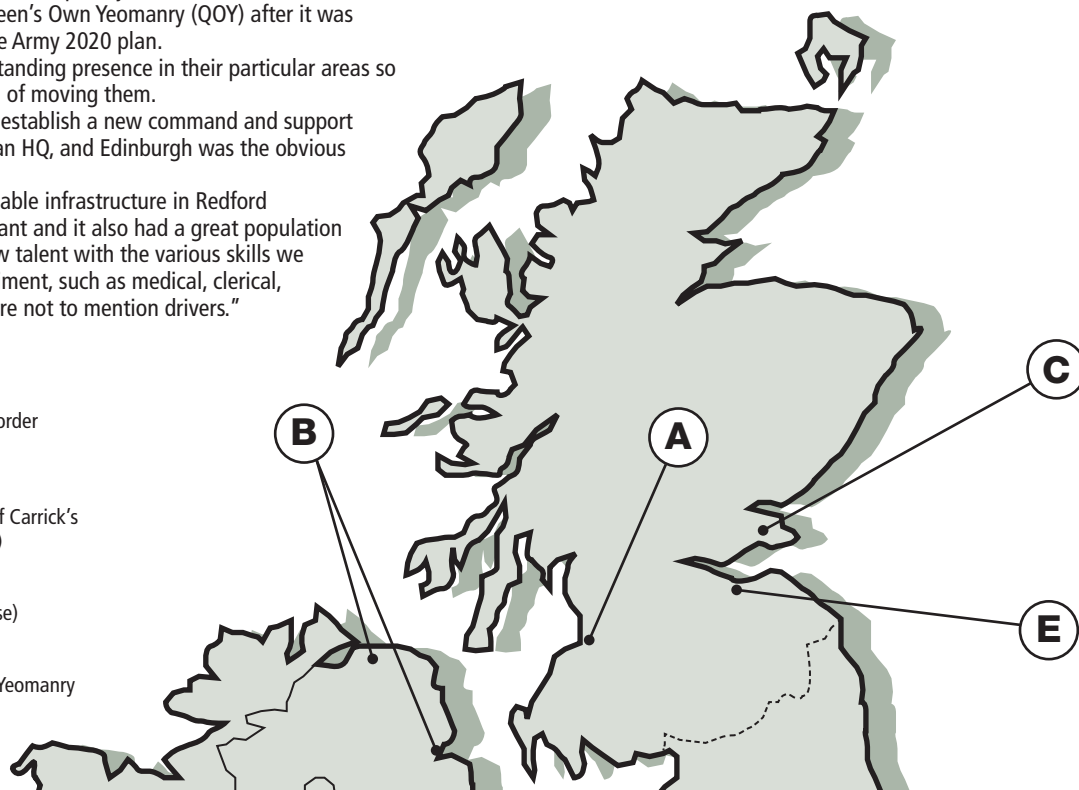 een’s Own Yeomanry (QOY) after it was
e Army 2020 plan.
tanding presence in their particular areas so
of moving them.
establish a new command and support
an HQ, and Edinburgh was the obvious
able infrastructure in Redford
ant and it also had a great population
w talent with the various skills we
iment, such as medical, clerical,
re not to mention drivers.”
order
f Carrick’s
)
se)
Yeomanry
A
B
C
E